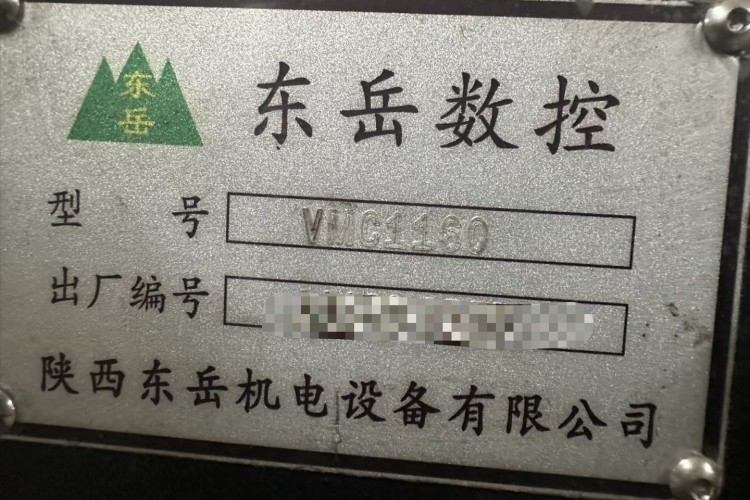 东岳
东岳数控
型号 VMC1160
出厂编号
陕西东岳机电设备有限公司